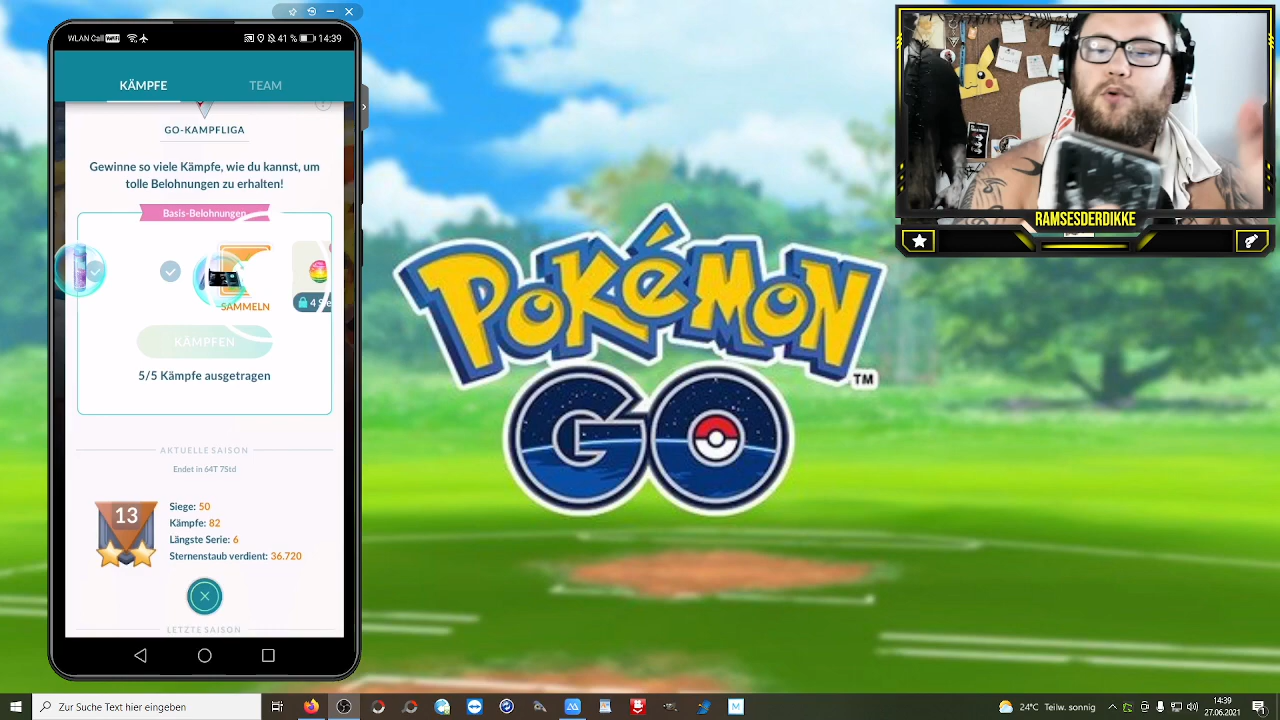 WLAN Call
41 %
14:39
KÄMPFE
TEAM
GO-KAMPFLIGA
Gewinne so viele Kämpfe, wie du kannst, um
tolle Belohnungen zu erhalten!
Basis-Belohnungen
SAMMELN
4
KÄMPFEN
5/5 Kämpfe ausgetragen
AKTUELLE SAISON
Endet in 64T 7Std
13
Siege: 50
Kämpfe: 82
Längste Serie: 6
Sternenstaub verdient: 36.720
LETZTE SAISON
POKÉMON
TM
GO
RAMSESDERDIKKE
Zur Suche Text hier eingeben
24°C Teilw. sonnig
14:39
27.06.2021